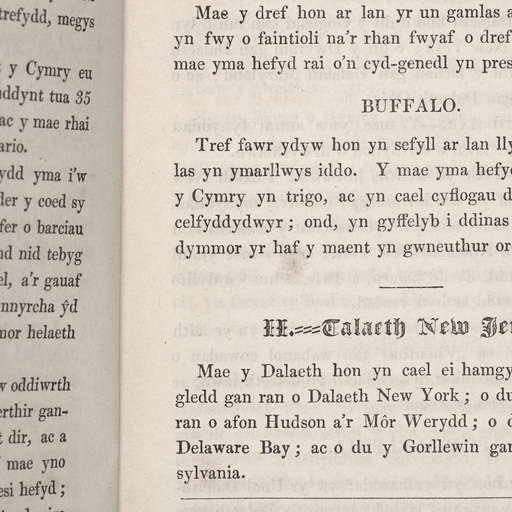 trefydd, megys
y Cymry eu
ddynt tua 35
ac y mae rhai
ario.
ydd yma i'w
der y coed sy
fer o barciau
nd nid tebyg
el, a'r gauaf
nnyrcha ŷd
mor helaeth
w oddiwrth
erthir gan-
t dir, ac a
mae yno
esi hefyd;
Mae y dref hon ar lan yr un gamlas a
yn fwy o faintioli na'r rhan fwyaf o dref
mae yma hefyd rai o'n cyd-genedl yn pres
BUFFALO.
Tref fawr ydyw hon yn sefyll ar lan lly
las yn ymarllwys iddo. Y mae yma hefyd
y Cymry yn trigo, ac yn cael cyflogau d
celfyddydwyr; ond, yn gyffelyb i ddinas
dymmor yr haf y maent yn gwneuthur or
II.==Talaeth New Jer
Mae y Dalaeth hon yn cael ei hamgy
gledd gan ran o Dalaeth New York; o du
ran o afon Hudson a'r Môr Werydd; o d
Delaware Bay; ac o du y Gorllewin gan
sylvania.